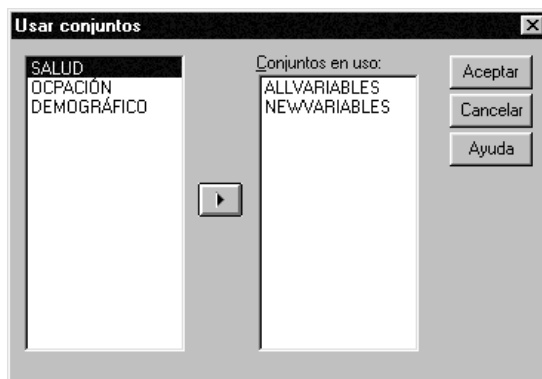 Usar conjuntos
SALUD
OCPACIÓN
DEMOGRÁFICO
Conjuntos en uso:
ALLVARIABLES
NEWVARIABLES
Aceptar
Cancelar
Ayuda